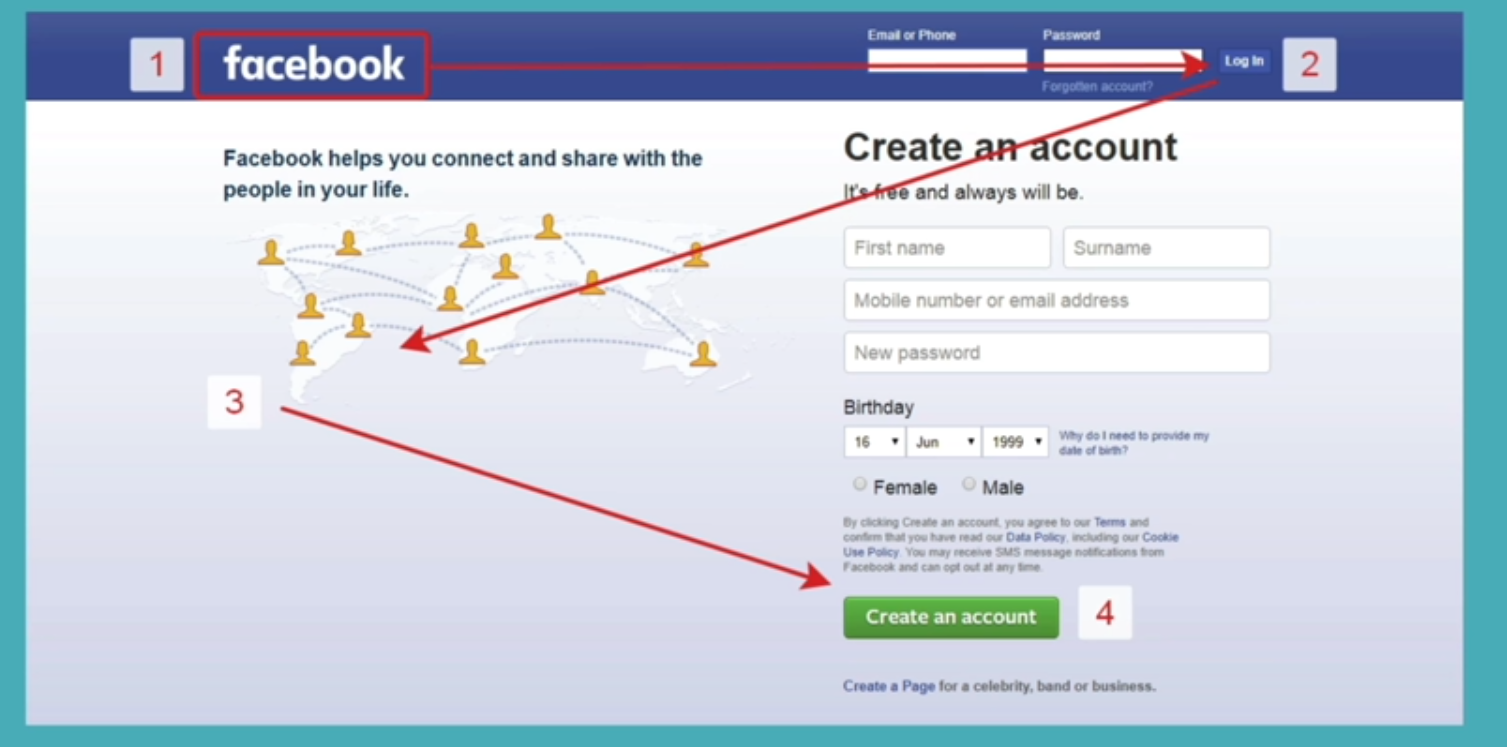 1
facebook
Email or Phone
Password
Log In
2
Forgotten account?
Facebook helps you connect and share with the
people in your life.
3
Create an account
It's free and always will be.
First name
Surname
Mobile number or email address
New password
Birthday
16 Jun 1999
Why do I need to provide my
date of birth?
Female Male
By clicking Create an account, you agree to our Terms and
confirm that you have read our Data Policy, including our Cookie
Use Policy. You may receive SMS message notifications from
Facebook and can opt out at any time.
Create an account
4
Create a Page for a celebrity, band or business.